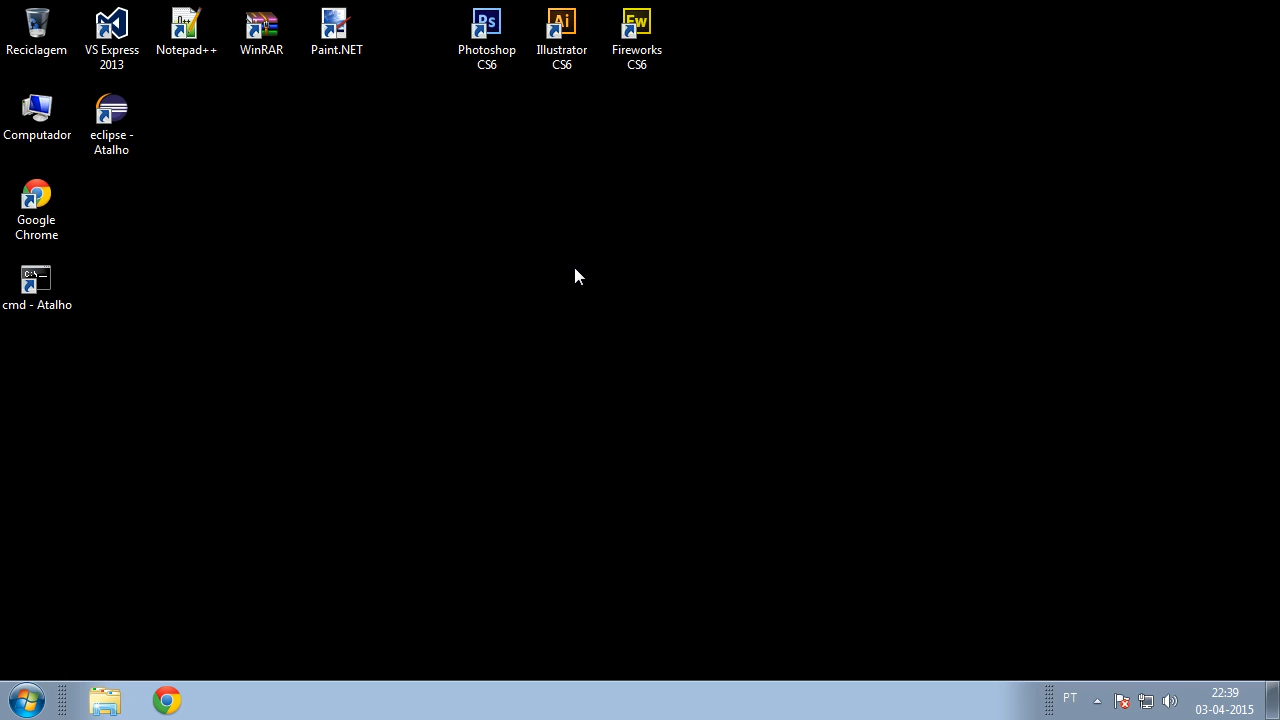 Reciclagem
VS Express
2013
Notepad++
WinRAR
Paint.NET
Photoshop
CS6
Illustrator
CS6
Fireworks
CS6
Computador
eclipse -
Atalho
Google
Chrome
cmd - Atalho
PT
22:39
03-04-2015